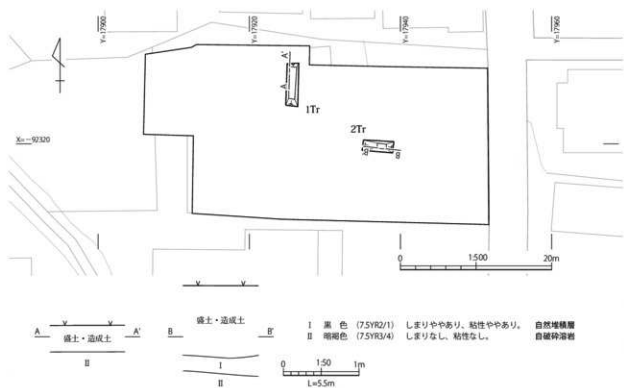 Y=17900
Y=17920
Y=17940
Y=17960
X=-92320
A'
A
1Tr
2Tr
B
B'
1:500
20m
盛土・造成土
A 盛土・造成土 A'
B B'
Ⅱ
Ⅰ
Ⅱ
Ⅰ 黒 色 (7.5YR2/1) しまりややあり、粘性ややあり。 自然堆積層
Ⅱ 暗褐色 (7.5YR3/4) しまりなし、粘性なし。 自破砕溶岩
0 1:50 1m
L=5.5m